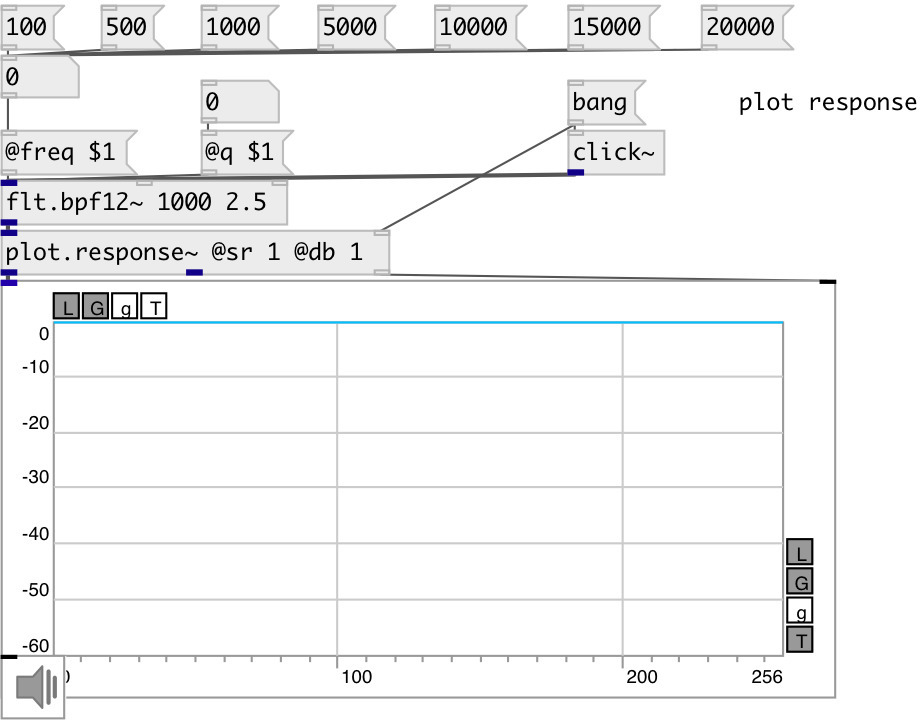 100 500 1000 5000 10000 15000 20000
0
0 bang plot response
@freq $1 @q $1 click~
flt.bpf12~ 1000 2.5
plot.response~ @sr 1 @db 1
L G g T
0
-10
-20
-30
-40
-50
-60
L
G
g
T
100 200 256